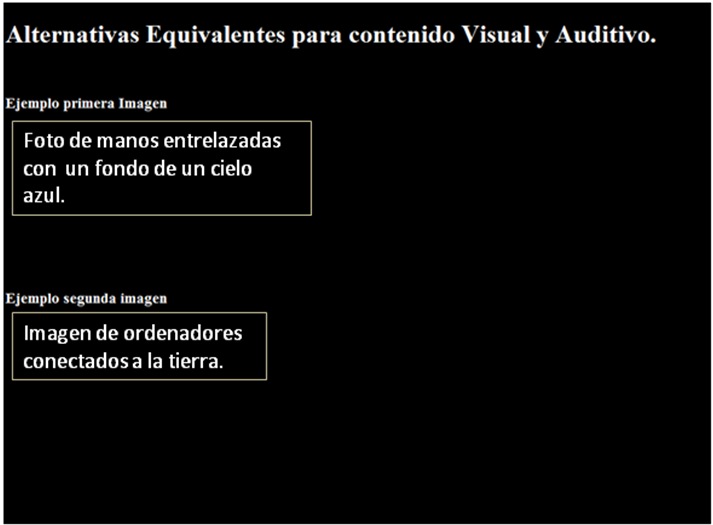 Alternativas Equivalentes para contenido Visual y Auditivo.
Ejemplo primera Imagen
Foto de manos entrelazadas
con un fondo de un cielo
azul.
Ejemplo segunda imagen
Imagen de ordenadores
conectados a la tierra.